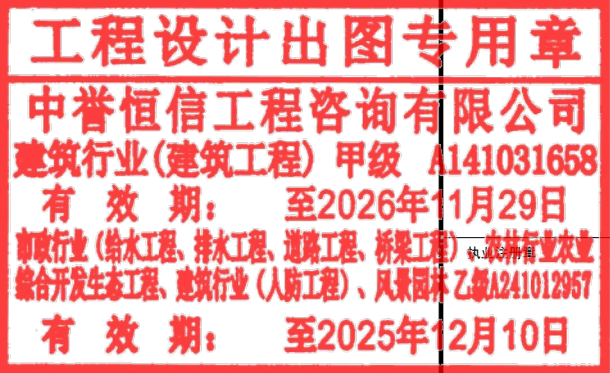 工程设计出图专用章
中誉恒信工程咨询有限公司
建筑行业(建筑工程) 甲级 A141031658
有 效 期: 至2026年11月29日
市政行业(给水工程、排水工程、道路工程、桥梁工程)、农林行业农业
综合开发生态工程、建筑行业(人防工程)、风景园林 乙级A241012957
有 效 期: 至2025年12月10日